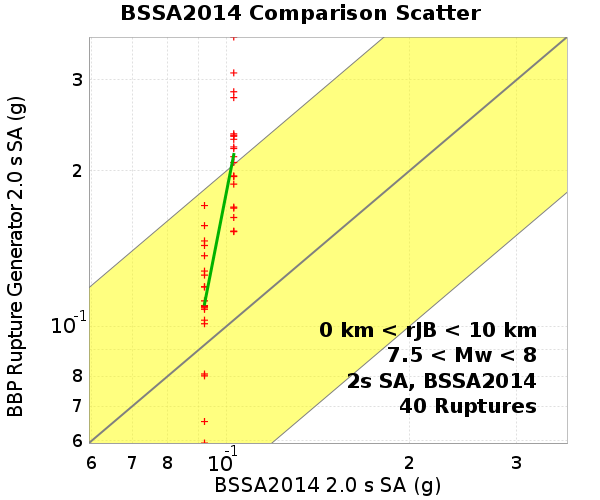 BSSA2014 Comparison Scatter
BBP Rupture Generator 2.0 s SA (g)
3
2
10-1
8
7
6
0 km < rJB < 10 km
7.5 < Mw < 8
2s SA, BSSA2014
40 Ruptures
6 7 8 10-1 2 3
BSSA2014 2.0 s SA (g)